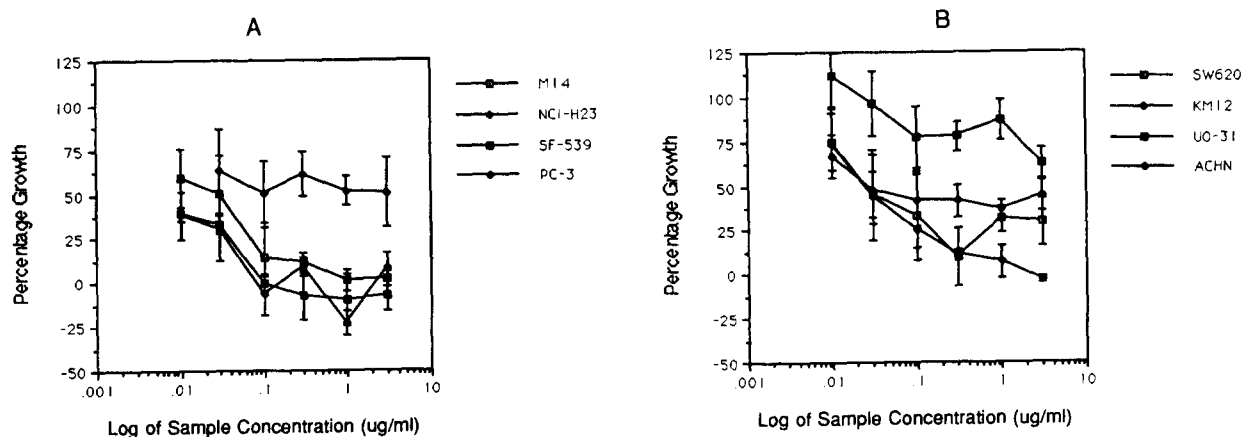 A
125
100
75
50
25
0
-25
-50
.001
.01
.1
1
10
Percentage Growth
Log of Sample Concentration (ug/ml)
M14
NCI-H23
SF-539
PC-3
B
125
100
75
50
25
0
-25
-50
.001
.01
.1
1
10
Percentage Growth
Log of Sample Concentration (ug/ml)
SW620
KM12
UO-31
ACHN